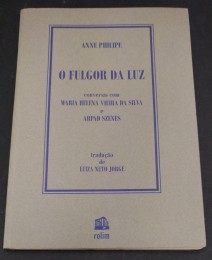 ANNE PHILIPE
O FULGOR DA LUZ
conversas com
MARIA HELENA VIEIRA DA SILVA
e
ARPAD SZENES
tradução
de
LUIZA NETO JORGE
rolim